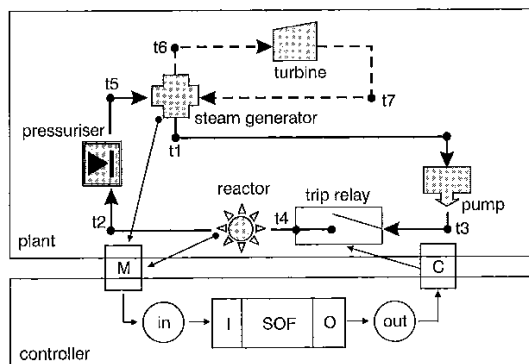 t6
turbine
t5
t7
pressuriser
steam generator
t1
reactor
trip relay
pump
t2
t4
t3
plant
M
C
in
I
SOF
O
out
controller